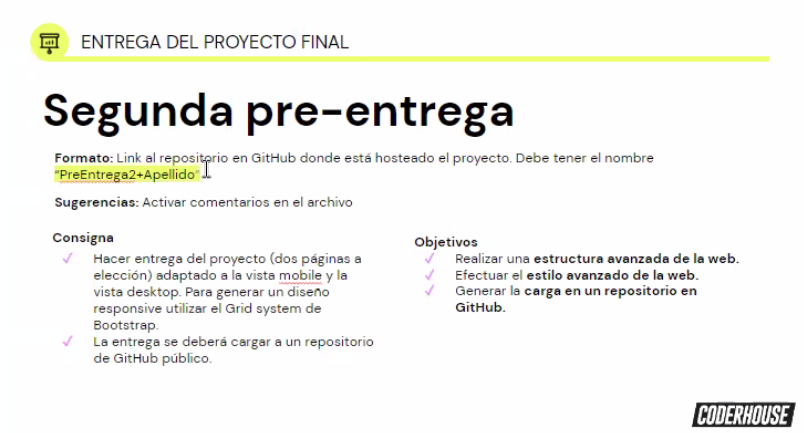 ENTREGA DEL PROYECTO FINAL
Segunda pre-entrega
Formato: Link al repositorio en GitHub donde está hosteado el proyecto. Debe tener el nombre
“PreEntrega2+Apellido”.
Sugerencias: Activar comentarios en el archivo
Consigna
✓ Hacer entrega del proyecto (dos páginas a
elección) adaptado a la vista mobile y la
vista desktop. Para generar un diseño
responsive utilizar el Grid system de
Bootstrap.
✓ La entrega se deberá cargar a un repositorio
de GitHub público.
Objetivos
✓ Realizar una estructura avanzada de la web.
✓ Efectuar el estilo avanzado de la web.
✓ Generar la carga en un repositorio en
GitHub.
CODERHOUSE